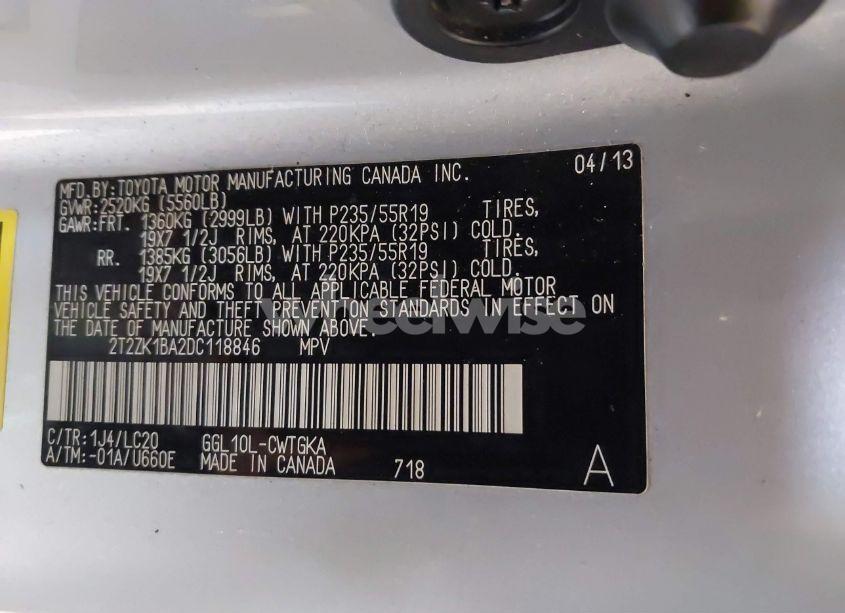 MFD.BY:TOYOTA MOTOR MANUFACTURING CANADA INC. 04/13
GVWR:2520KG (5560LB)
GAWR:FRT. 1360KG (2999LB) WITH P235/55R19 TIRES,
19X7 1/2J RIMS, AT 220KPA (32PSI) COLD.
RR. 1385KG (3056LB) WITH P235/55R19 TIRES,
19X7 1/2J RIMS, AT 220KPA (32PSI) COLD.
THIS VEHICLE CONFORMS TO ALL APPLICABLE FEDERAL MOTOR
VEHICLE SAFETY AND THEFT PREVENTION STANDARDS IN EFFECT ON
THE DATE OF MANUFACTURE SHOWN ABOVE.
wheelwise
2T2ZK1BA2DC118846 MPV
C/TR:1J4/LC20 GGL10L-CWTGKA
A/TM:-01A/U660E MADE IN CANADA 718 A